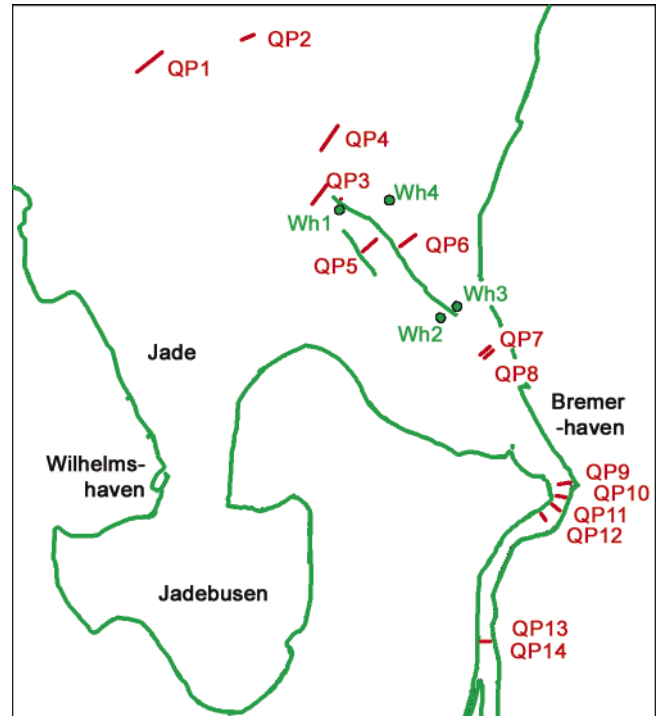 QP2
QP1
QP4
QP3
Wh4
Wh1
QP6
QP5
Wh3
Wh2
QP7
Jade
QP8
Bremer
-haven
Wilhelms-
haven
QP9
QP10
QP11
QP12
Jadebusen
QP13
QP14